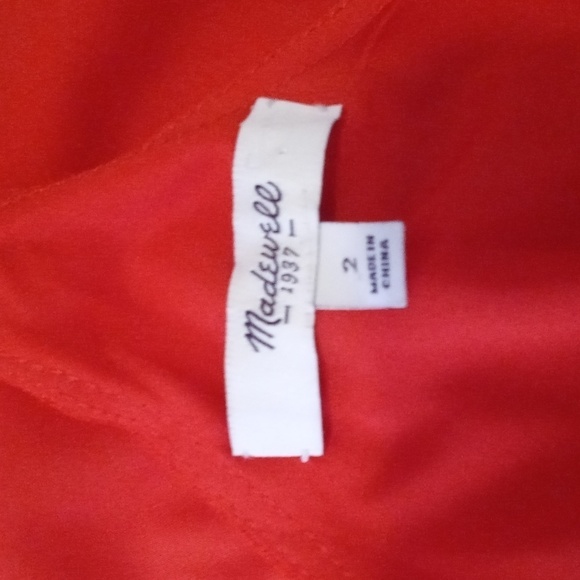 Madewell
— 1937 —
2
MADE IN
CHINA